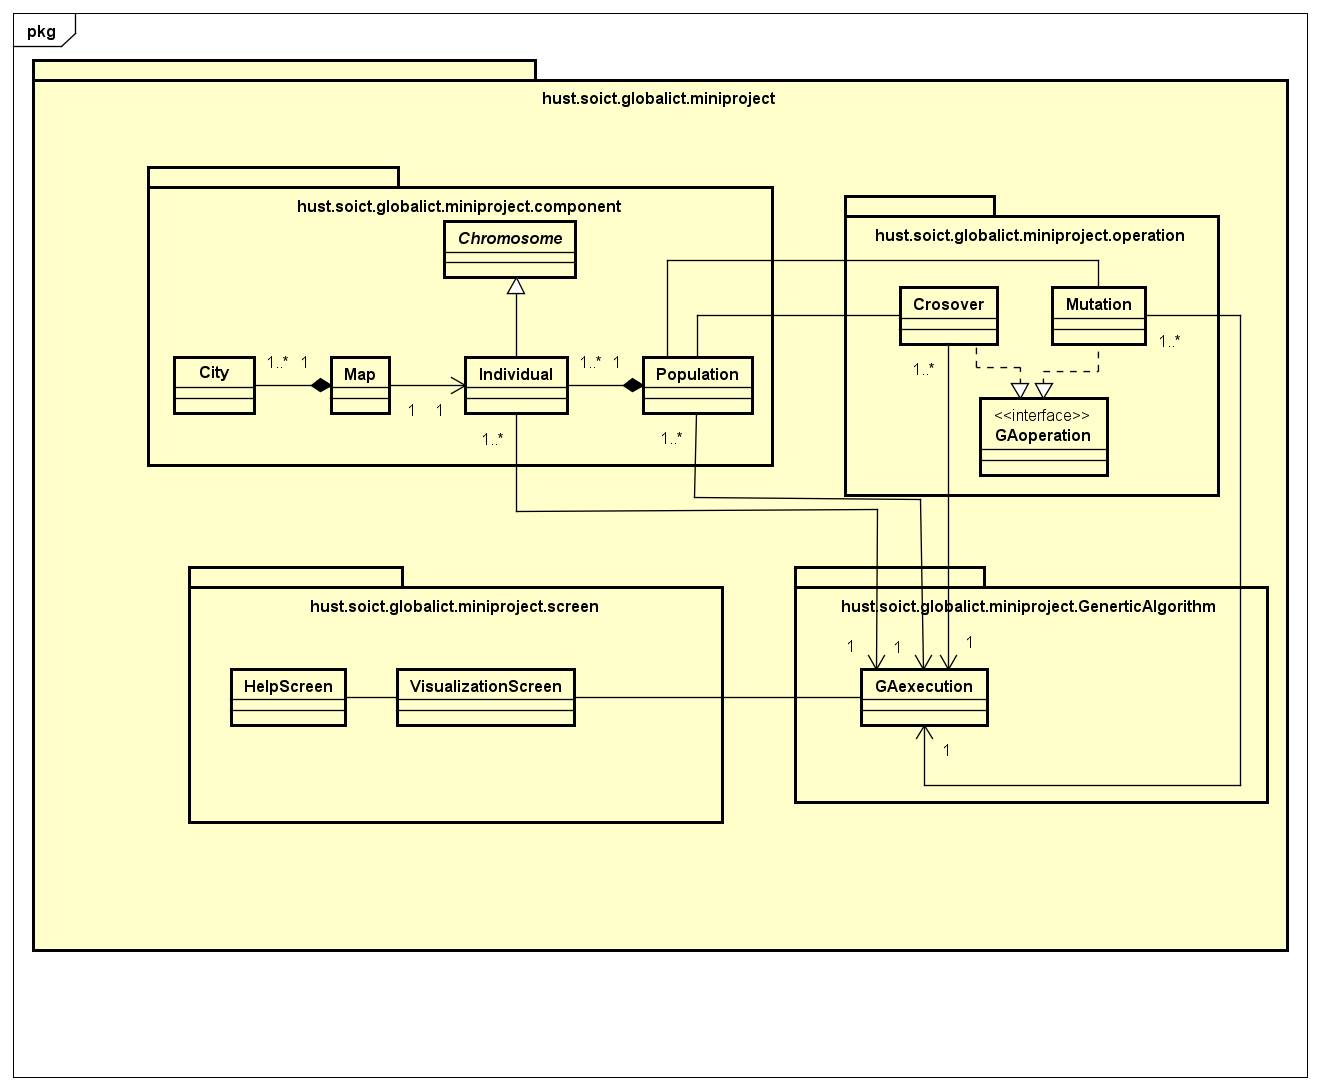 pkg
hust.soict.globalict.miniproject
hust.soict.globalict.miniproject.component
Chromosome
hust.soict.globalict.miniproject.operation
Crosover
Mutation
1..*
1..* 1
1..* 1
1..*
City
Map
Individual
Population
1 1
<<interface>>
GAoperation
1..*
1..*
hust.soict.globalict.miniproject.screen
hust.soict.globalict.miniproject.GenerticAlgorithm
1
1
1
HelpScreen
VisualizationScreen
GAexecution
1